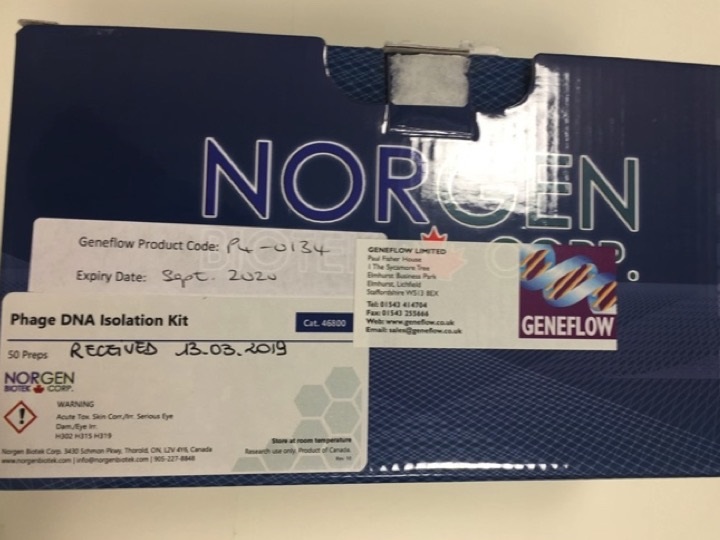 NORGEN
BIOTEK CORP.
Geneflow Product Code: P4-0134
Expiry Date: Sept. 2020
GENEFLOW LIMITED
Paul Fisher House
1 The Sycamore Tree
Elmhurst Business Park
Elmhurst, Lichfield
Staffordshire WS13 8EX
Tel: 01543 414704
Fax: 01543 255666
Web: www.geneflow.co.uk
Email: sales@geneflow.co.uk
GENEFLOW
Phage DNA Isolation Kit
Cat. 46800
50 Preps RECEIVED 13.03.2019
NORGEN
BIOTEK CORP.
WARNING
Acute Tox. Skin Corr./Irr. Serious Eye
Dam./Eye Irr.
H302 H315 H319
Store at room temperature
Norgen Biotek Corp. 3430 Schmon Pkwy, Thorold, ON, L2V 4Y6, Canada
Research use only. Product of Canada.
www.norgenbiotek.com | info@norgenbiotek.com | 905-227-8848